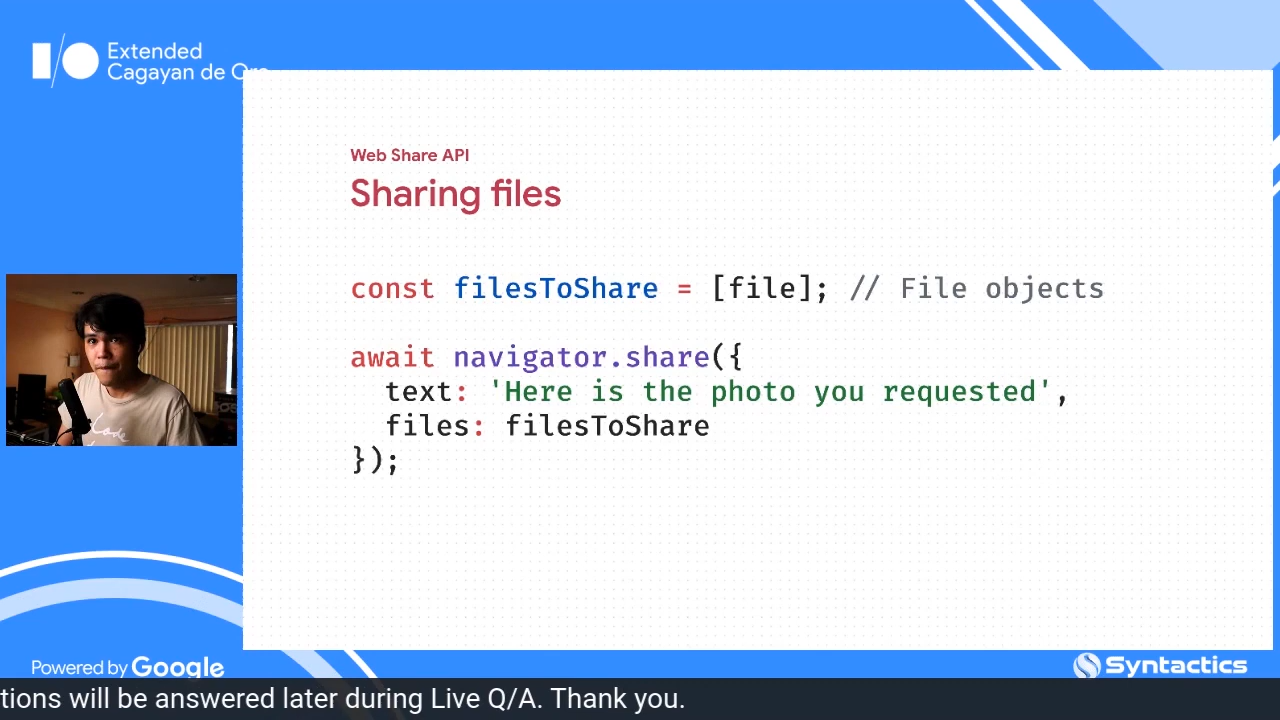 Extended
Cagayan de Oro
Web Share API
Sharing files
const filesToShare = [file]; // File objects
await navigator.share({
text: 'Here is the photo you requested',
files: filesToShare
});
Powered by Google
Syntactics
tions will be answered later during Live Q/A. Thank you.